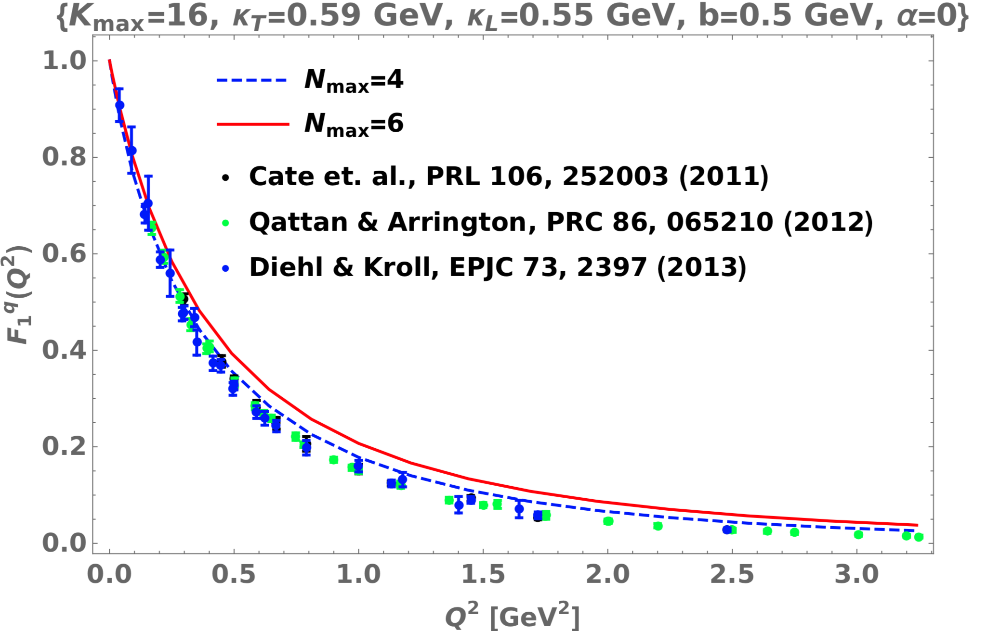 {Kmax=16, κT=0.59 GeV, κL=0.55 GeV, b=0.5 GeV, α=0}
1.0
0.8
0.6
0.4
0.2
0.0
F₁^q(Q²)
Nmax=4
Nmax=6
Cate et. al., PRL 106, 252003 (2011)
Qattan & Arrington, PRC 86, 065210 (2012)
Diehl & Kroll, EPJC 73, 2397 (2013)
0.0 0.5 1.0 1.5 2.0 2.5 3.0
Q² [GeV²]